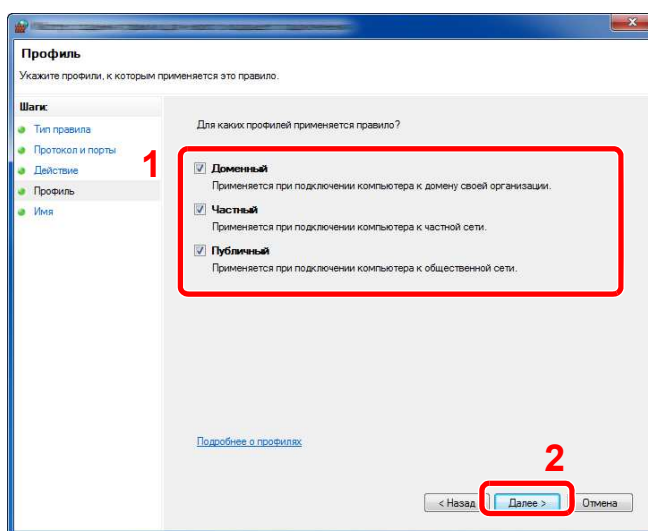 Профиль
Укажите профили, к которым применяется это правило.
Шаги:
Тип правила
Протокол и порты
Действие
Профиль
Имя
Для каких профилей применяется правило?
1
Доменный
Применяется при подключении компьютера к домену своей организации.
Частный
Применяется при подключении компьютера к частной сети.
Публичный
Применяется при подключении компьютера к общественной сети.
Подробнее о профилях
2
< Назад
Далее >
Отмена